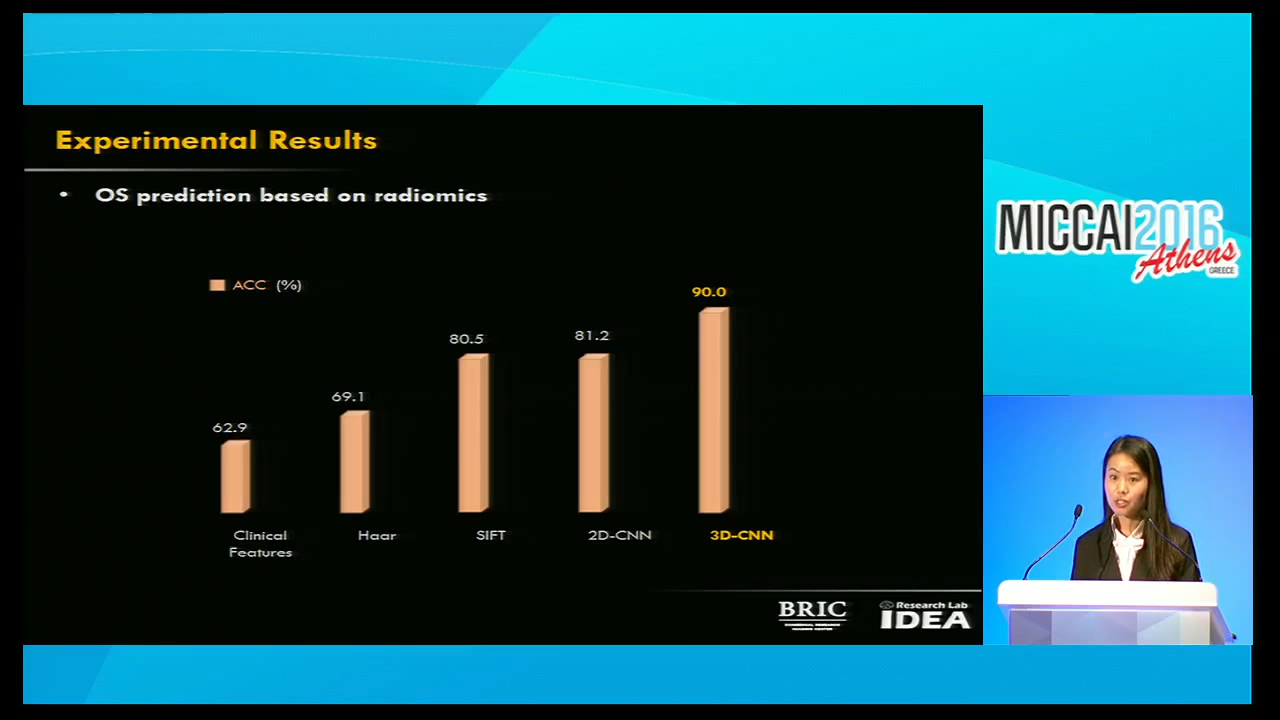 Experimental Results
• OS prediction based on radiomics
ACC (%)
62.9
69.1
80.5
81.2
90.0
Clinical
Features
Haar
SIFT
2D-CNN
3D-CNN
BRIC
Research Lab
IDEA
MICCAI2016
Athens
GREECE